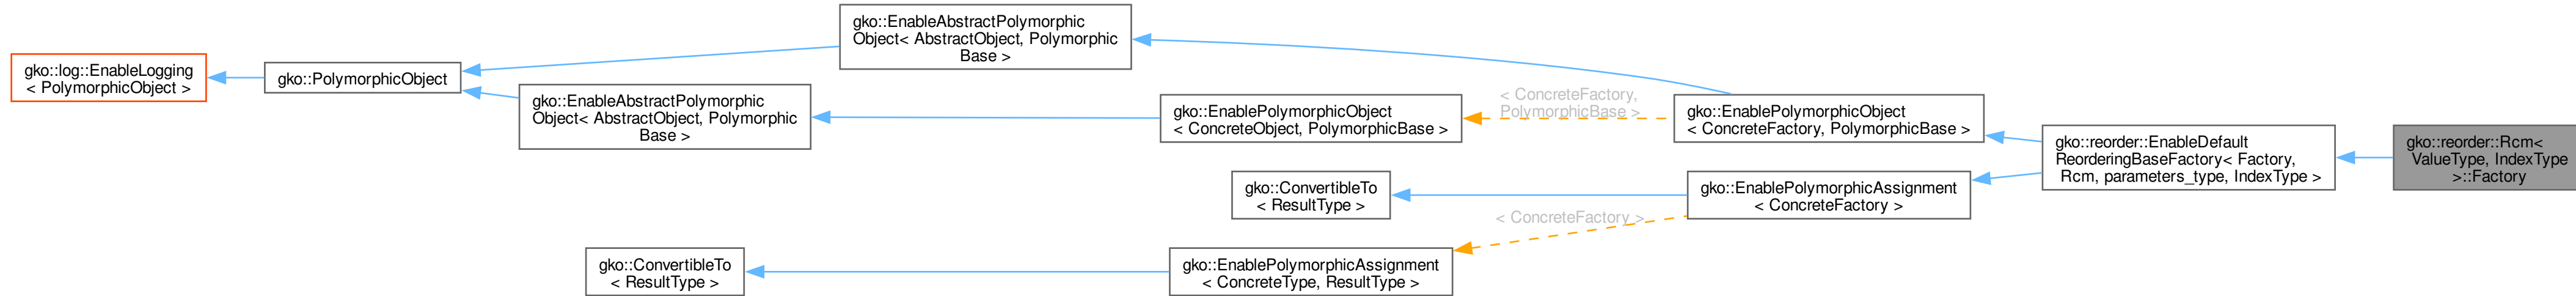 gko::log::EnableLogging
< PolymorphicObject >
gko::PolymorphicObject
gko::EnableAbstractPolymorphic
Object< AbstractObject, Polymorphic
Base >
gko::EnableAbstractPolymorphic
Object< AbstractObject, Polymorphic
Base >
gko::EnablePolymorphicObject
< ConcreteObject, PolymorphicBase >
< ConcreteFactory,
PolymorphicBase >
gko::EnablePolymorphicObject
< ConcreteFactory, PolymorphicBase >
gko::ConvertibleTo
< ResultType >
gko::EnablePolymorphicAssignment
< ConcreteFactory >
< ConcreteFactory >
gko::ConvertibleTo
< ResultType >
gko::EnablePolymorphicAssignment
< ConcreteType, ResultType >
gko::reorder::EnableDefault
ReorderingBaseFactory< Factory,
Rcm, parameters_type, IndexType >
gko::reorder::Rcm<
ValueType, IndexType
>::Factory